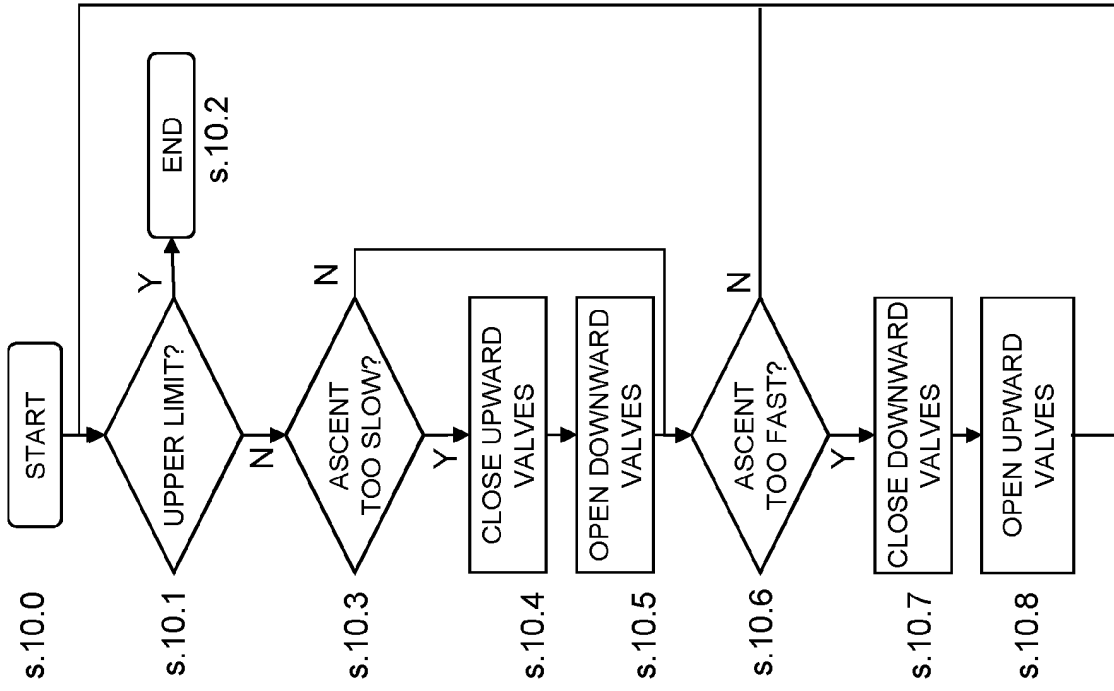 s.10.0
START
s.10.1
UPPER LIMIT?
Y
END
s.10.2
N
s.10.3
ASCENT
TOO SLOW?
N
Y
s.10.4
CLOSE UPWARD
VALVES
s.10.5
OPEN DOWNWARD
VALVES
s.10.6
ASCENT
TOO FAST?
N
Y
s.10.7
CLOSE DOWNWARD
VALVES
s.10.8
OPEN UPWARD
VALVES